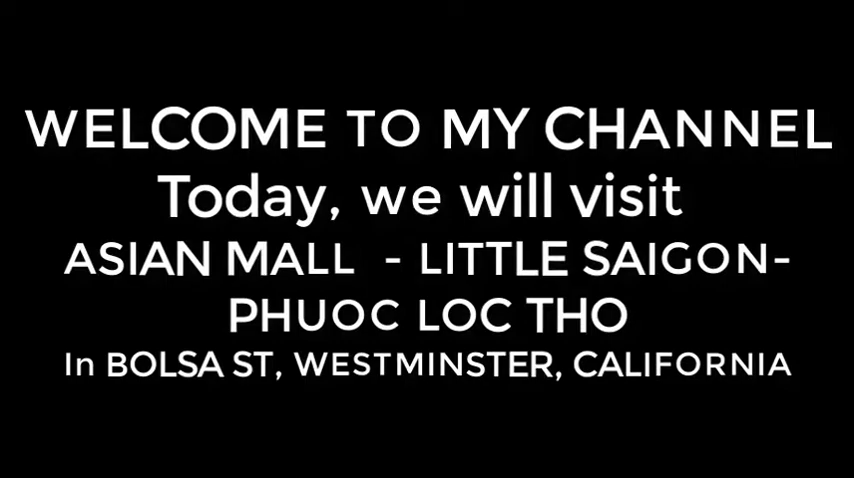 WELCOME TO MY CHANNEL
Today, we will visit
ASIAN MALL - LITTLE SAIGON-
PHUOC LOC THO
In BOLSA ST, WESTMINSTER, CALIFORNIA